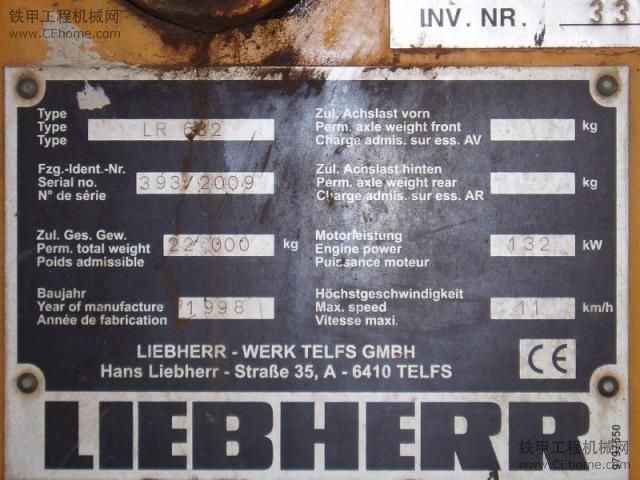 铁甲工程机械网
www.CEhome.com
INV. NR. 33
Type
Type
Type
LR 632
Zul. Achslast vorn
Perm. axle weight front
Charge admis. sur ess. AV
kg
Fzg.-Ident.-Nr.
Serial no.
N° de série
393/2009
Zul. Achslast hinten
Perm. axle weight rear
Charge admis. sur ess. AR
kg
Zul. Ges. Gew.
Perm. total weight
Poids admissible
22 000 kg
Motorleistung
Engine power
Puissance moteur
132 kW
Baujahr
Year of manufacture
Année de fabrication
1998
Höchstgeschwindigkeit
Max. speed
Vitesse maxi.
11 km/h
LIEBHERR - WERK TELFS GMBH
Hans Liebherr - Straße 35, A - 6410 TELFS
CE
LIEBHERR
铁甲工程机械网
www.CEhome.com